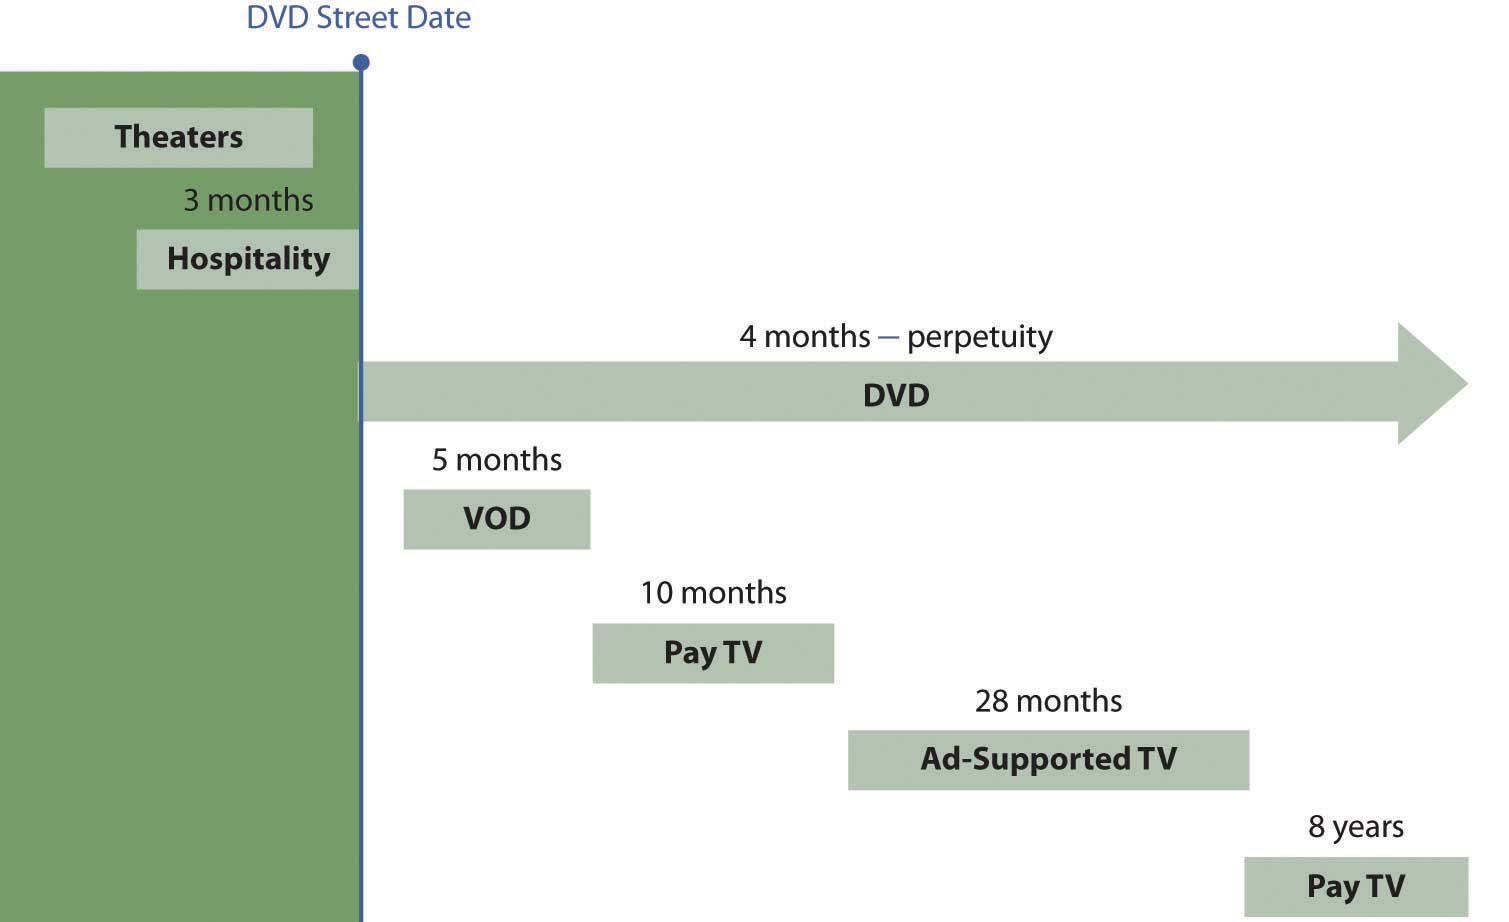 DVD Street Date
Theaters
3 months
Hospitality
4 months – perpetuity
DVD
5 months
VOD
10 months
Pay TV
28 months
Ad-Supported TV
8 years
Pay TV